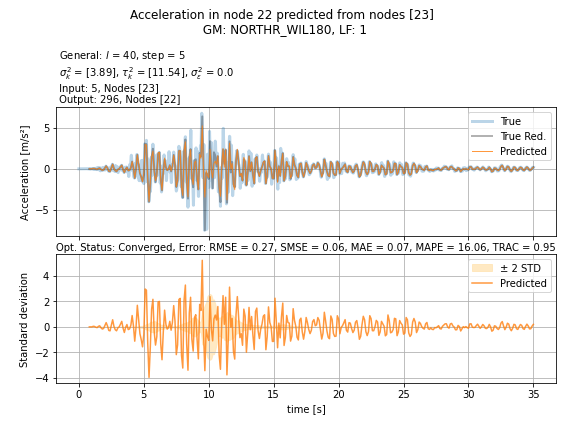 Acceleration in node 22 predicted from nodes [23]
GM: NORTHR_WIL180, LF: 1
General: l = 40, step = 5
σ²ₖ = [3.89], τ²ₖ = [11.54], σ²ε = 0.0
Input: 5, Nodes [23]
Output: 296, Nodes [22]
Acceleration [m/s²]
5
0
−5
True
True Red.
Predicted
Opt. Status: Converged, Error: RMSE = 0.27, SMSE = 0.06, MAE = 0.07, MAPE = 16.06, TRAC = 0.95
Standard deviation
4
2
0
−2
−4
± 2 STD
Predicted
0 5 10 15 20 25 30 35
time [s]